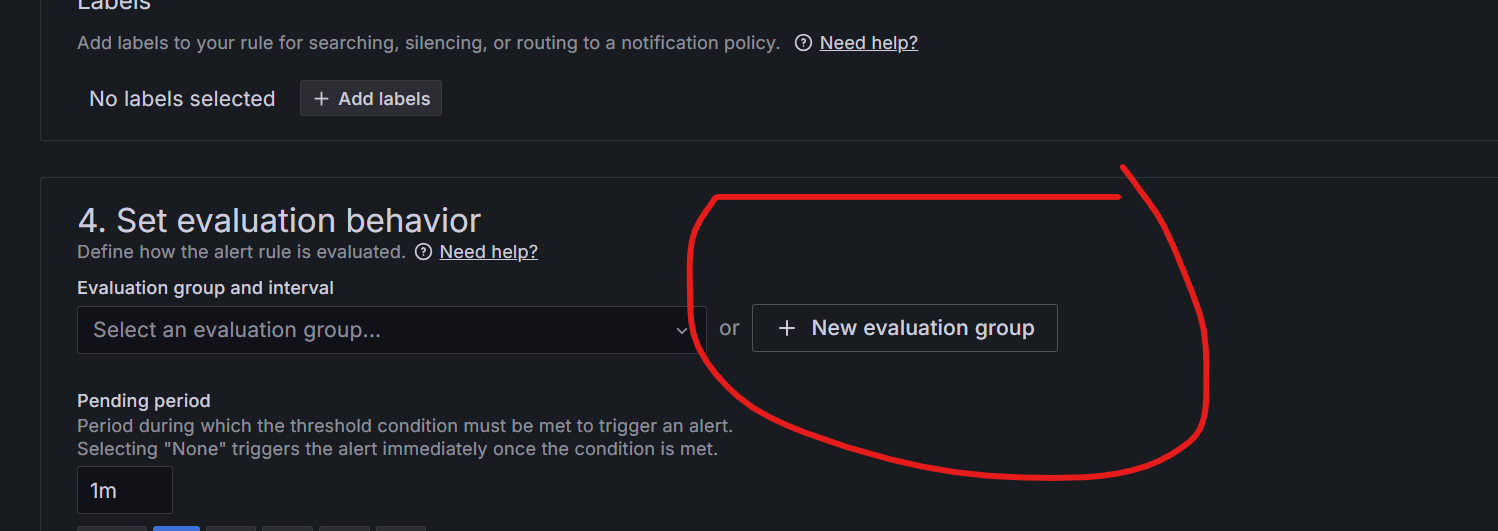 Labels
Add labels to your rule for searching, silencing, or routing to a notification policy. Need help?
No labels selected + Add labels
4. Set evaluation behavior
Define how the alert rule is evaluated. Need help?
Evaluation group and interval
Select an evaluation group... or + New evaluation group
Pending period
Period during which the threshold condition must be met to trigger an alert.
Selecting "None" triggers the alert immediately once the condition is met.
1m